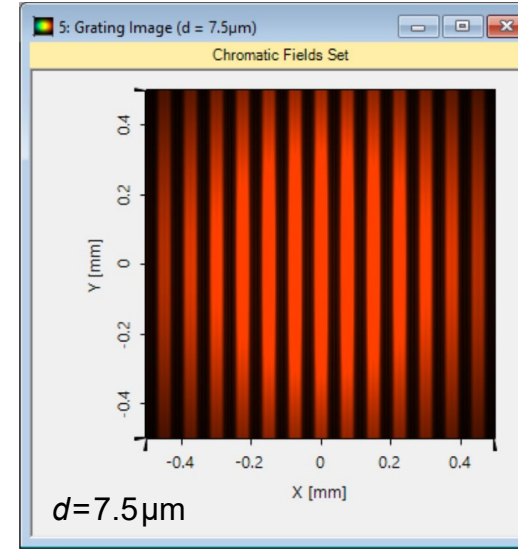 5: Grating Image (d = 7.5µm)
Chromatic Fields Set
Y [mm]
0.4
0.2
0
-0.2
-0.4
-0.4 -0.2 0 0.2 0.4
X [mm]
d=7.5µm